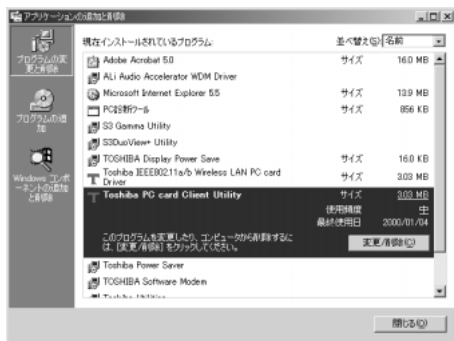 アプリケーションの追加と削除
プログラムの変更と削除
プログラムの追加
Windows コンポーネントの追加と削除
現在インストールされているプログラム:
並べ替え(S): 名前
Adobe Acrobat 5.0 サイズ 16.0 MB
ALi Audio Accelerator WDM Driver
Microsoft Internet Explorer 5.5 サイズ 13.9 MB
PC診断ツール サイズ 856 KB
S3 Gamma Utility
S3DuoView+ Utility
TOSHIBA Display Power Save サイズ 16.0 KB
Toshiba IEEE802.11a/b Wireless LAN PC card Driver サイズ 3.03 MB
Toshiba PC card Client Utility サイズ 3.03 MB
使用頻度 中
最終使用日 2000/01/04
このプログラムを変更したり、コンピュータから削除するには、[変更/削除] をクリックしてください。
変更/削除(C)
Toshiba Power Saver
TOSHIBA Software Modem
Toshiba Utilities
閉じる(O)